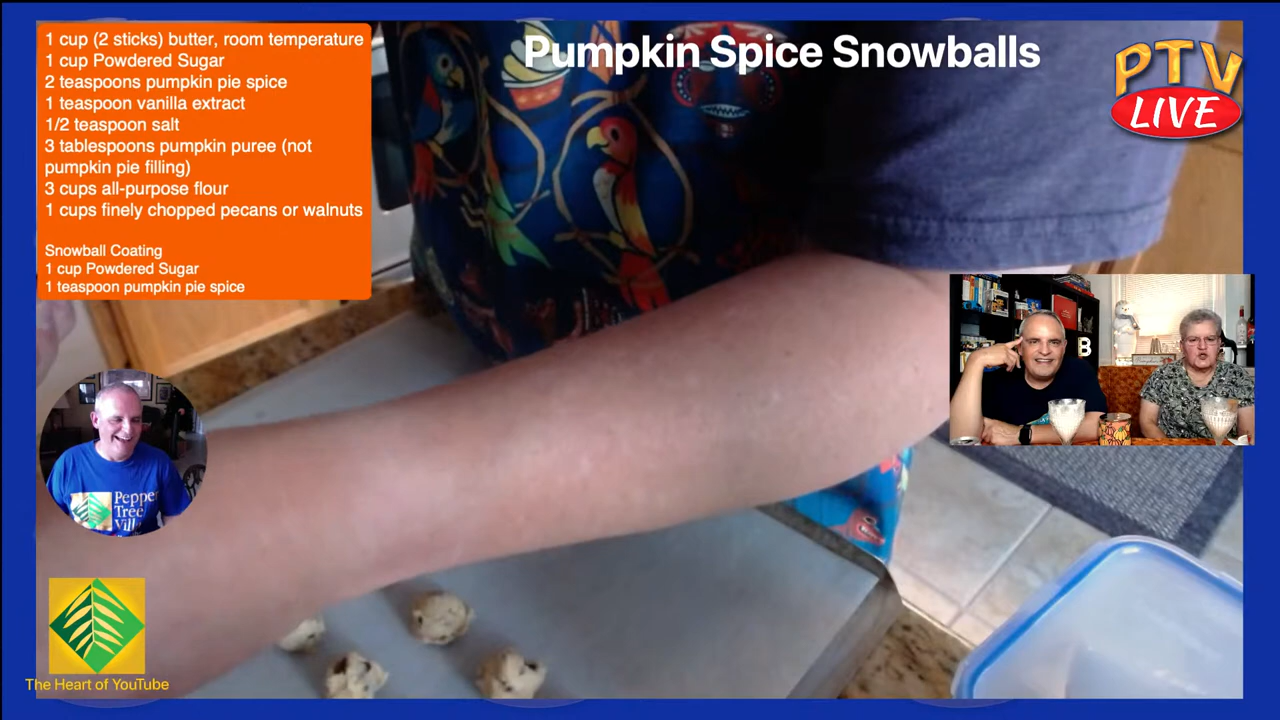 1 cup (2 sticks) butter, room temperature
1 cup Powdered Sugar
2 teaspoons pumpkin pie spice
1 teaspoon vanilla extract
1/2 teaspoon salt
3 tablespoons pumpkin puree (not
pumpkin pie filling)
3 cups all-purpose flour
1 cups finely chopped pecans or walnuts
Snowball Coating
1 cup Powdered Sugar
1 teaspoon pumpkin pie spice
Pumpkin Spice Snowballs
PTV
LIVE
B
Pepper
Tree
The Heart of YouTube